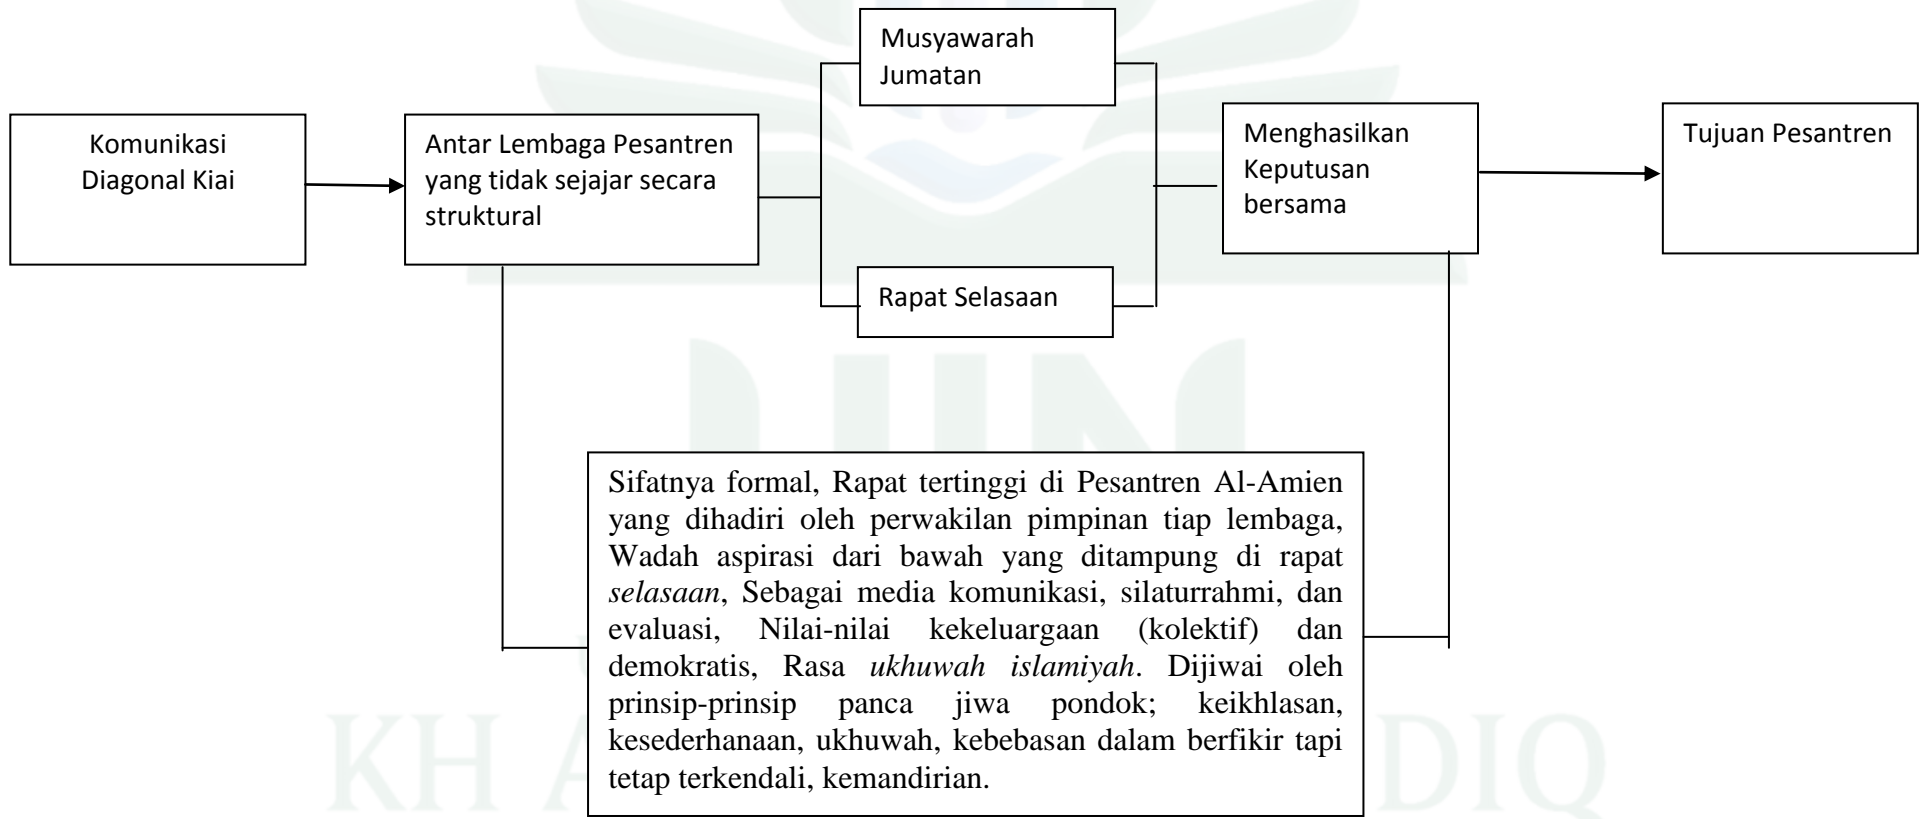 Musyawarah
Jumatan
Komunikasi
Diagonal Kiai
Antar Lembaga Pesantren
yang tidak sejajar secara
struktural
Menghasilkan
Keputusan
bersama
Tujuan Pesantren
Rapat Selasaan
Sifatnya formal, Rapat tertinggi di Pesantren Al-Amien
yang dihadiri oleh perwakilan pimpinan tiap lembaga,
Wadah aspirasi dari bawah yang ditampung di rapat
selasaan, Sebagai media komunikasi, silaturrahmi, dan
evaluasi, Nilai-nilai kekeluargaan (kolektif) dan
demokratis, Rasa ukhuwah islamiyah. Dijiwai oleh
prinsip-prinsip panca jiwa pondok; keikhlasan,
kesederhanaan, ukhuwah, kebebasan dalam berfikir tapi
tetap terkendali, kemandirian.
UIN
KH A DIQ